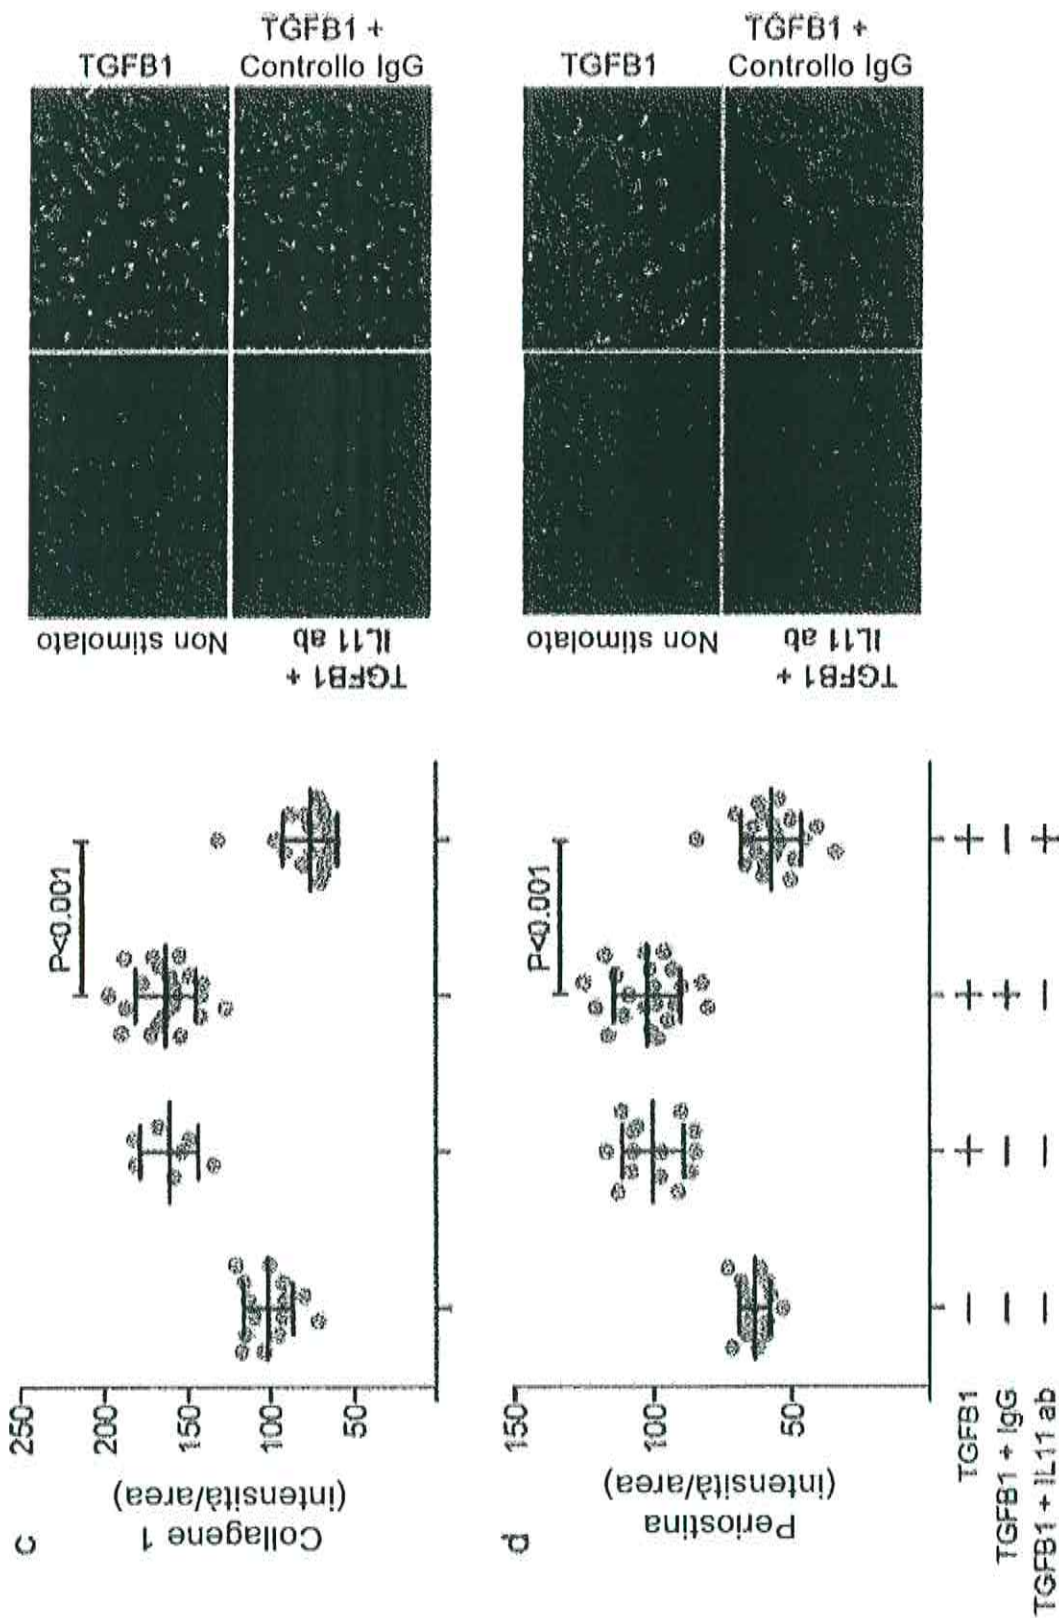 c
Collagene 1
(intensità/area)
250
200
150
100
50
P<0.001
Non stimolato
TGFB1
TGFB1 +
IL11 ab
TGFB1 +
Controllo IgG
d
Periostina
(intensità/area)
150
100
50
P<0.001
Non stimolato
TGFB1
TGFB1 +
IL11 ab
TGFB1 +
Controllo IgG
TGFB1 — + + +
TGFB1 + IgG — — + —
TGFB1 + IL11 ab — — — +